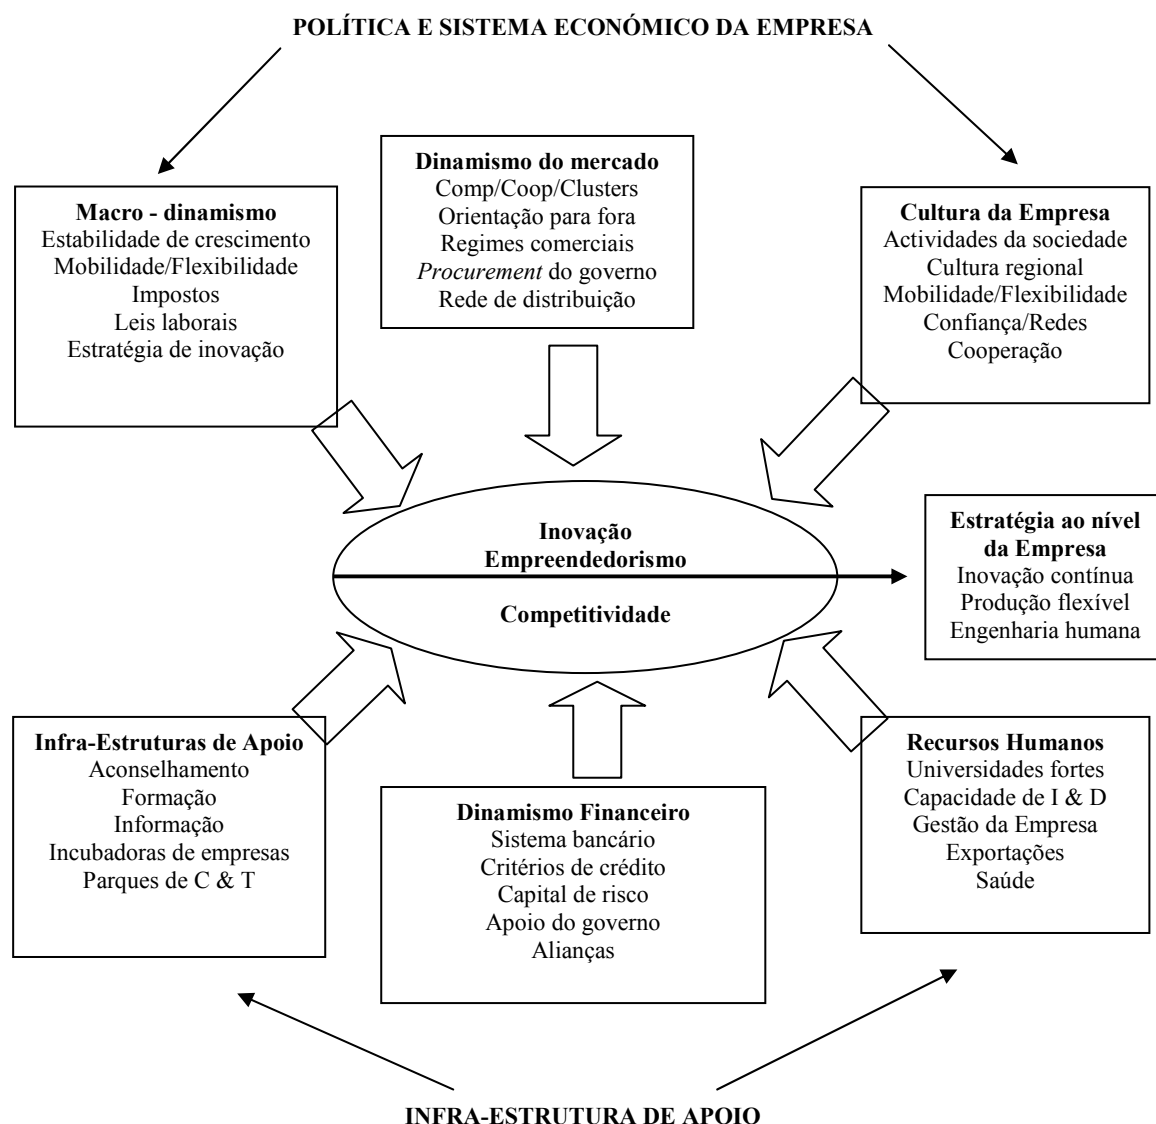 POLÍTICA E SISTEMA ECONÓMICO DA EMPRESA
Dinamismo do mercado
Comp/Coop/Clusters
Orientação para fora
Regimes comerciais
Procurement do governo
Rede de distribuição
Macro - dinamismo
Estabilidade de crescimento
Mobilidade/Flexibilidade
Impostos
Leis laborais
Estratégia de inovação
Cultura da Empresa
Actividades da sociedade
Cultura regional
Mobilidade/Flexibilidade
Confiança/Redes
Cooperação
Inovação
Empreendedorismo
Competitividade
Estratégia ao nível
da Empresa
Inovação contínua
Produção flexível
Engenharia humana
Infra-Estruturas de Apoio
Aconselhamento
Formação
Informação
Incubadoras de empresas
Parques de C & T
Dinamismo Financeiro
Sistema bancário
Critérios de crédito
Capital de risco
Apoio do governo
Alianças
Recursos Humanos
Universidades fortes
Capacidade de I & D
Gestão da Empresa
Exportações
Saúde
INFRA-ESTRUTURA DE APOIO